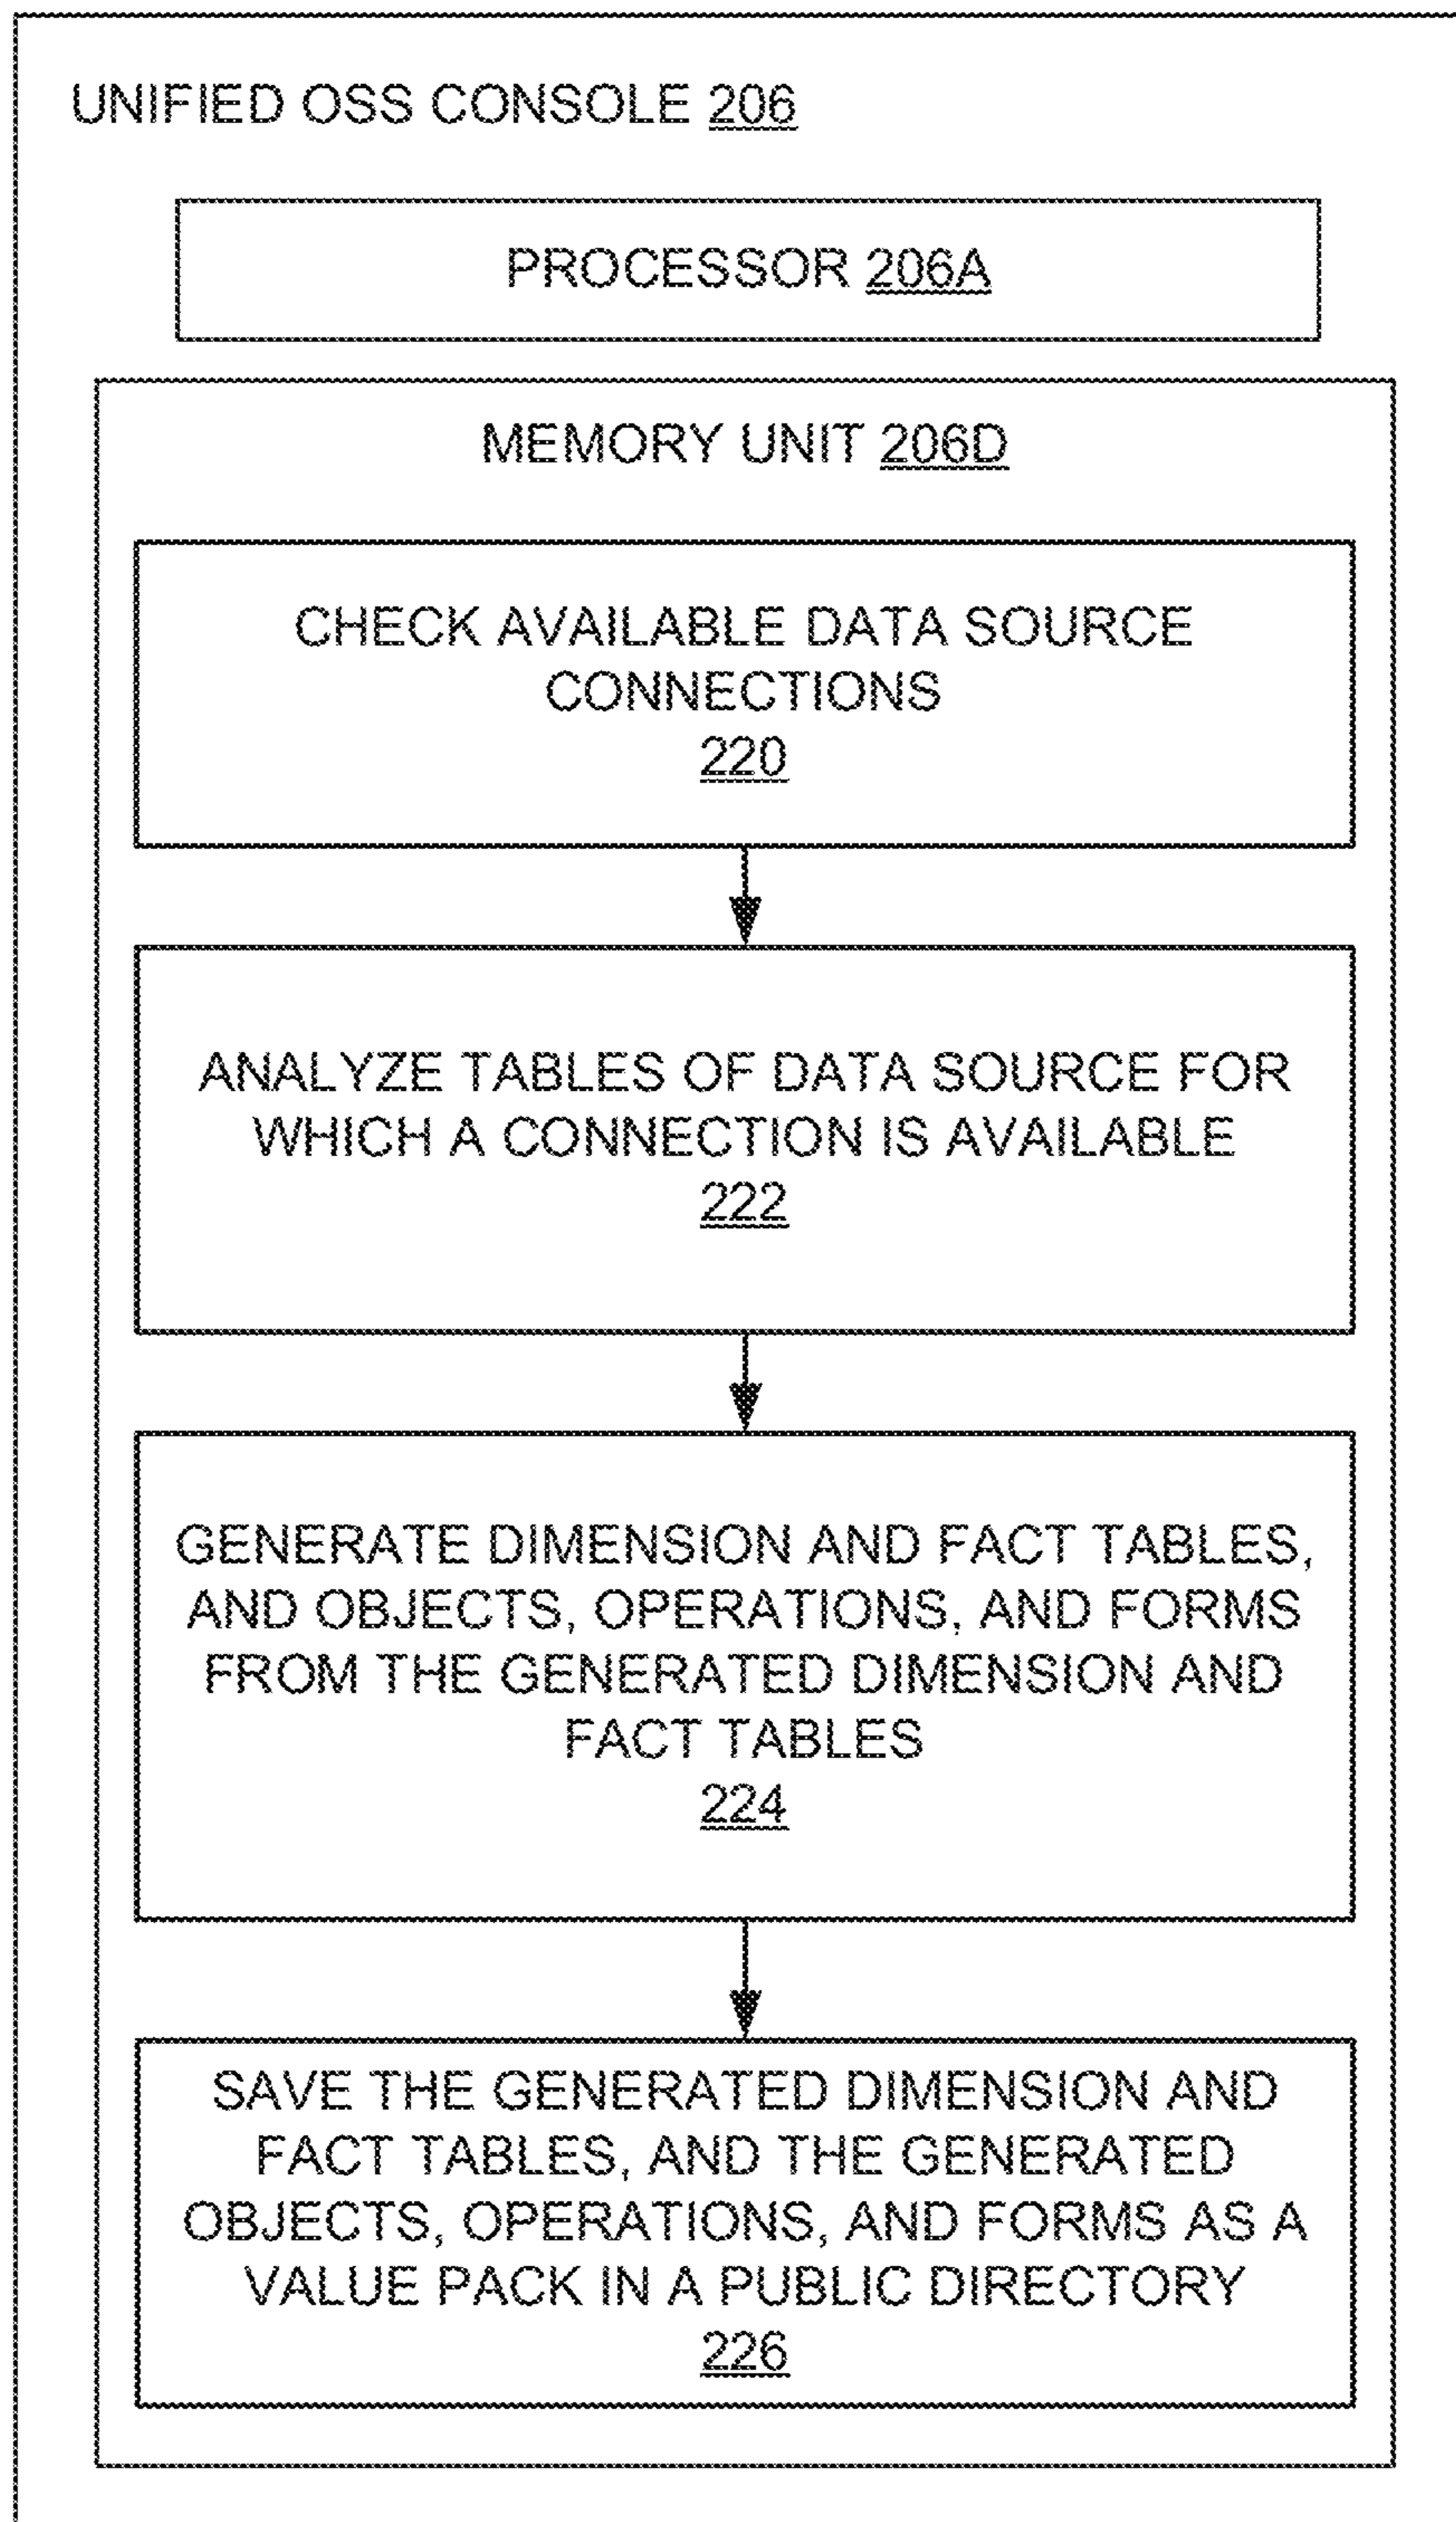 UNIFIED OSS CONSOLE 206
PROCESSOR 206A
MEMORY UNIT 206D
CHECK AVAILABLE DATA SOURCE
CONNECTIONS
220
ANALYZE TABLES OF DATA SOURCE FOR
WHICH A CONNECTION IS AVAILABLE
222
GENERATE DIMENSION AND FACT TABLES,
AND OBJECTS, OPERATIONS, AND FORMS
FROM THE GENERATED DIMENSION AND
FACT TABLES
224
SAVE THE GENERATED DIMENSION AND
FACT TABLES, AND THE GENERATED
OBJECTS, OPERATIONS, AND FORMS AS A
VALUE PACK IN A PUBLIC DIRECTORY
226